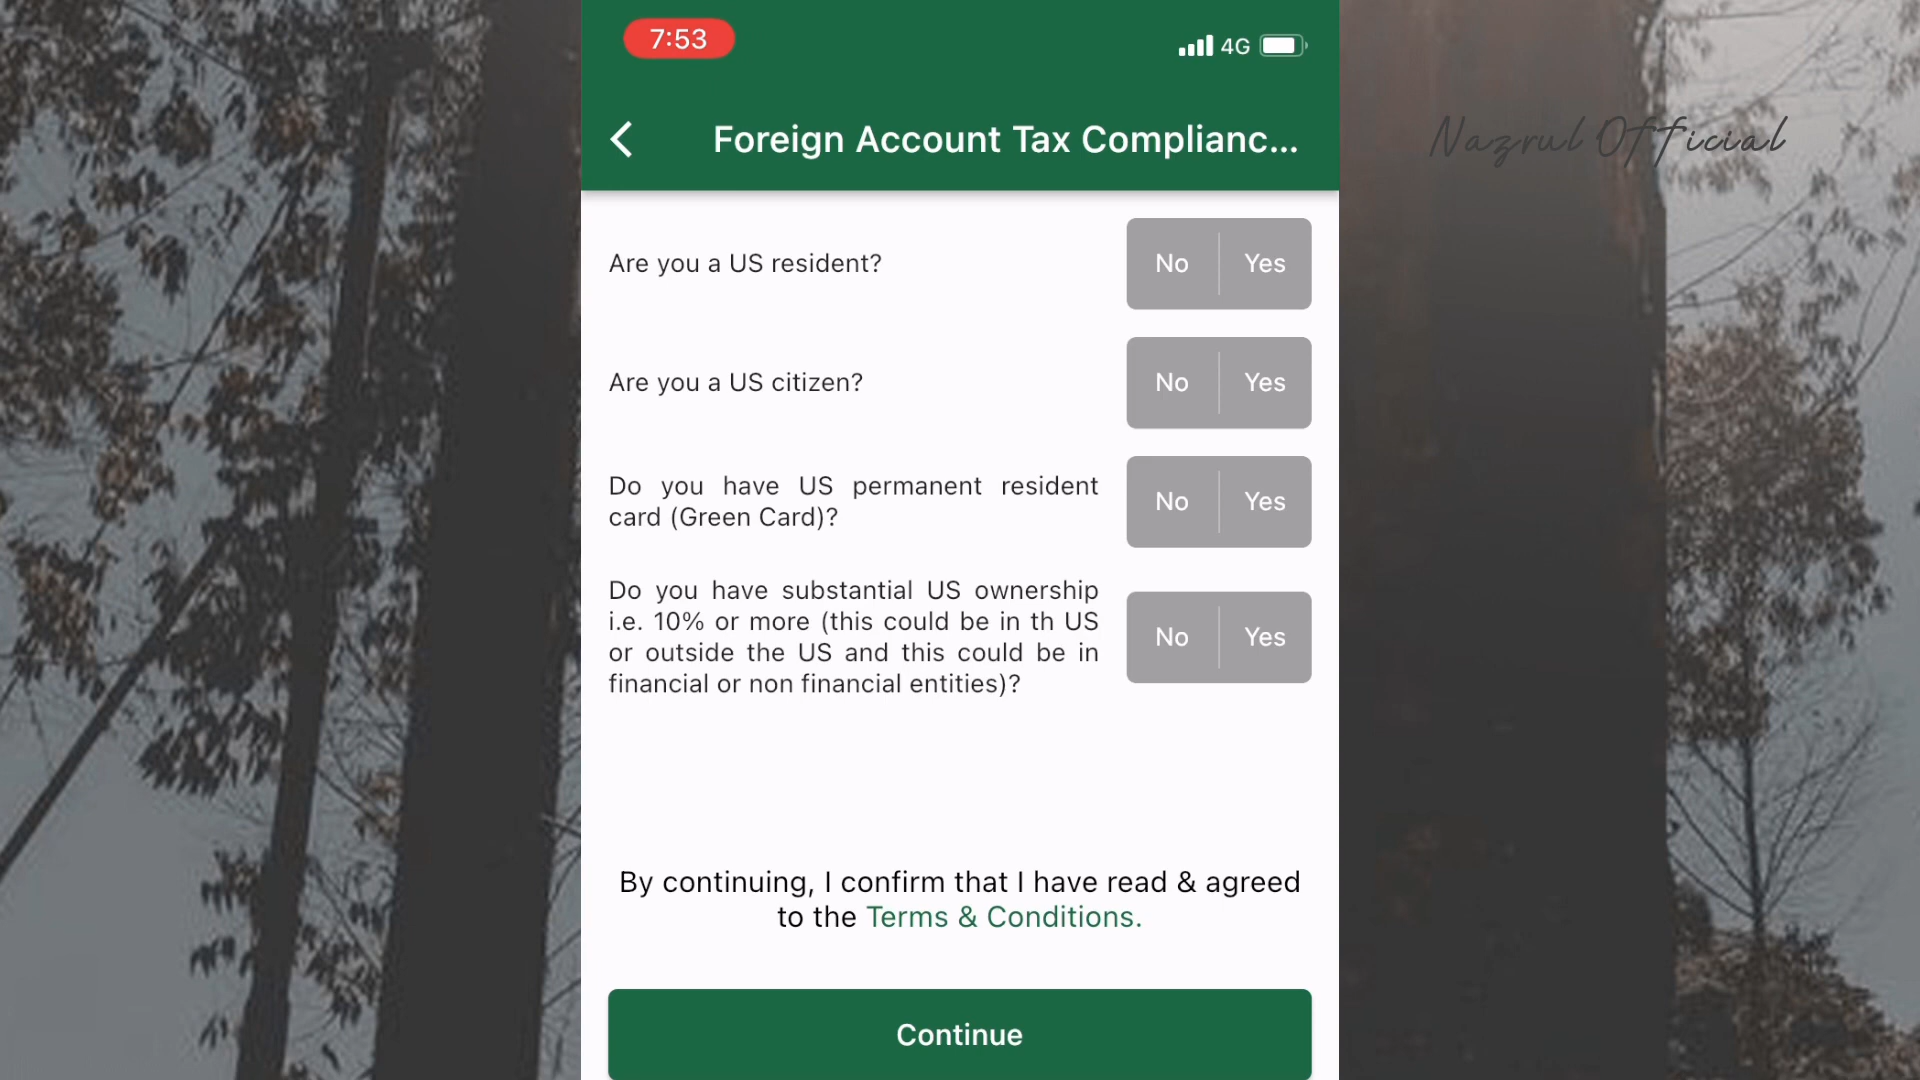 7:53
4G
Foreign Account Tax Complianc...
Nazrul Official
Are you a US resident?
No Yes
Are you a US citizen?
No Yes
Do you have US permanent resident
card (Green Card)?
No Yes
Do you have substantial US ownership
i.e. 10% or more (this could be in th US
or outside the US and this could be in
financial or non financial entities)?
No Yes
By continuing, I confirm that I have read & agreed
to the Terms & Conditions.
Continue